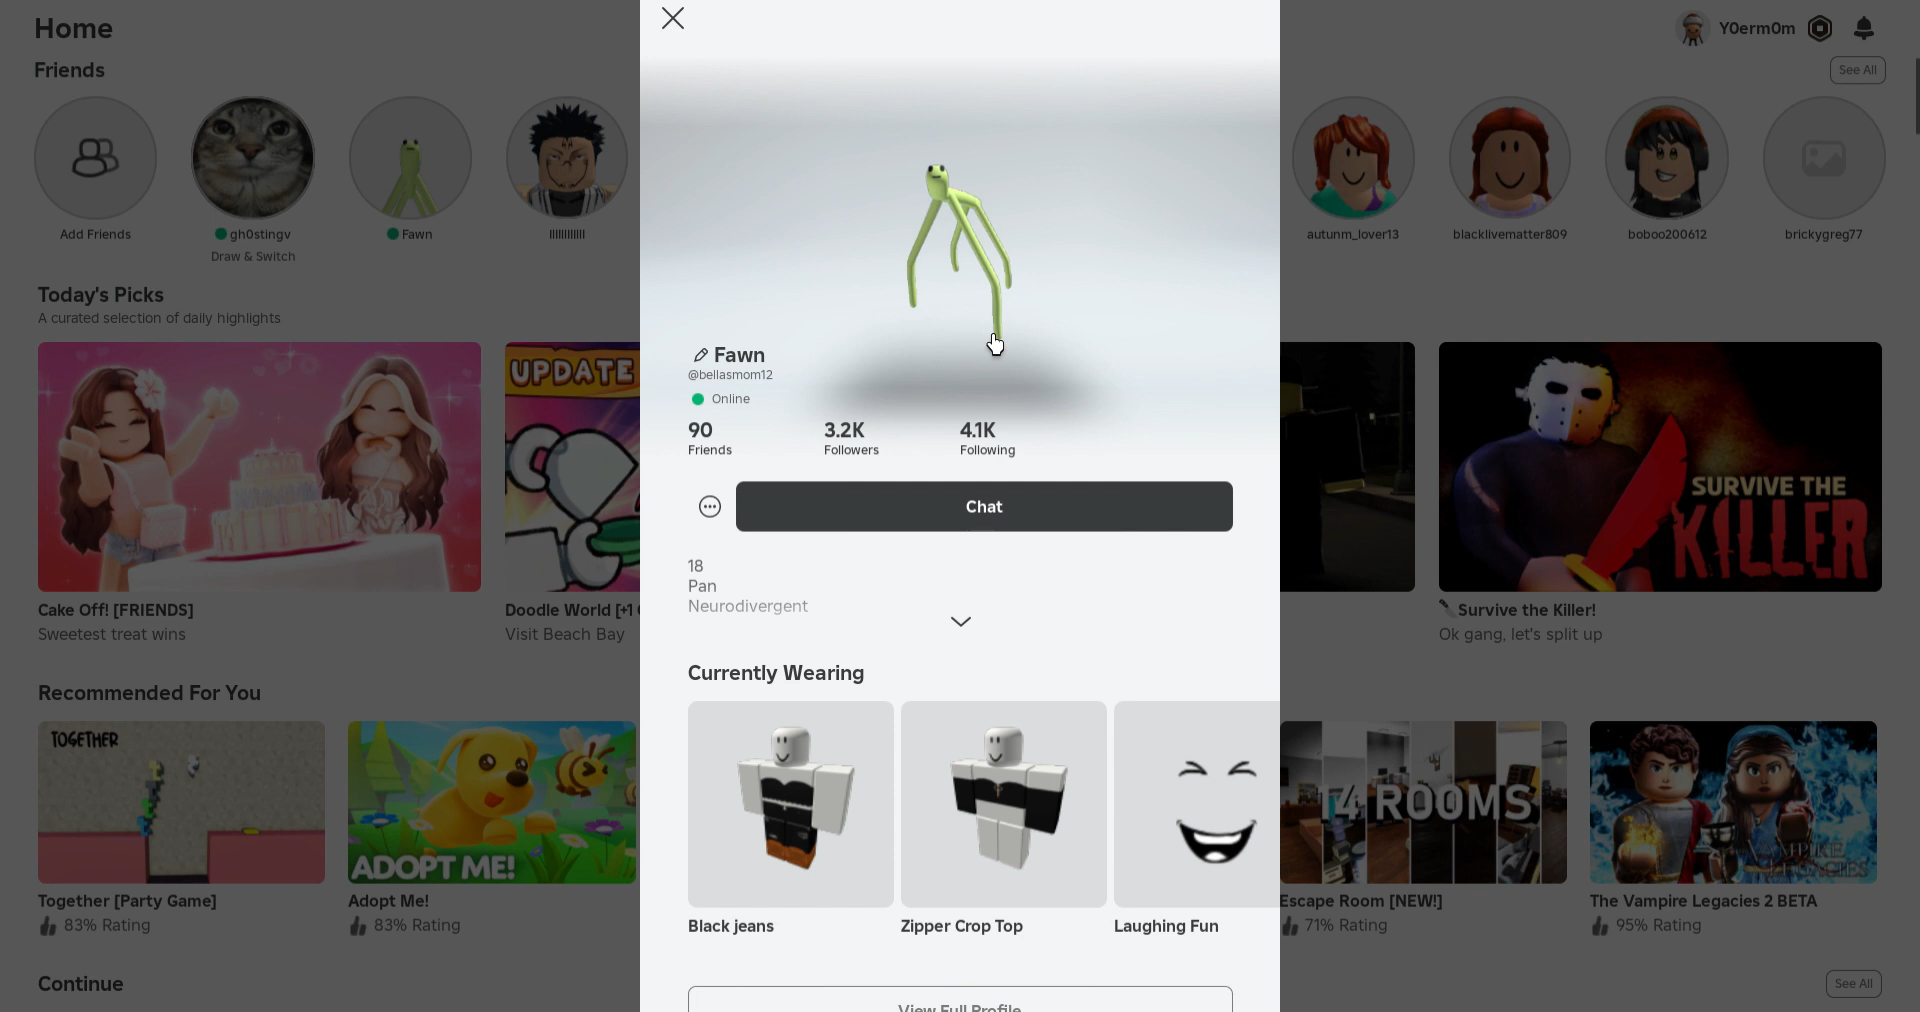 Home
Y0erm0m
Friends
See All
Add Friends
gh0stingv
Draw & Switch
Fawn
llllllllllll
autunm_lover13
blacklivematter809
boboo200612
brickygreg77
Today's Picks
A curated selection of daily highlights
UPDATE
SURVIVE THE
KILLER
Cake Off! [FRIENDS]
Sweetest treat wins
Doodle World [+1
Visit Beach Bay
Survive the Killer!
Ok gang, let's split up
Fawn
@bellasmom12
Online
90
Friends
3.2K
Followers
4.1K
Following
Chat
18
Pan
Neurodivergent
Currently Wearing
Black jeans
Zipper Crop Top
Laughing Fun
View Full Profile
Recommended For You
TOGETHER
ADOPT ME!
14 ROOMS
VAMPIRE
LEGACIES
Together [Party Game]
83% Rating
Adopt Me!
83% Rating
Escape Room [NEW!]
71% Rating
The Vampire Legacies 2 BETA
95% Rating
Continue
See All